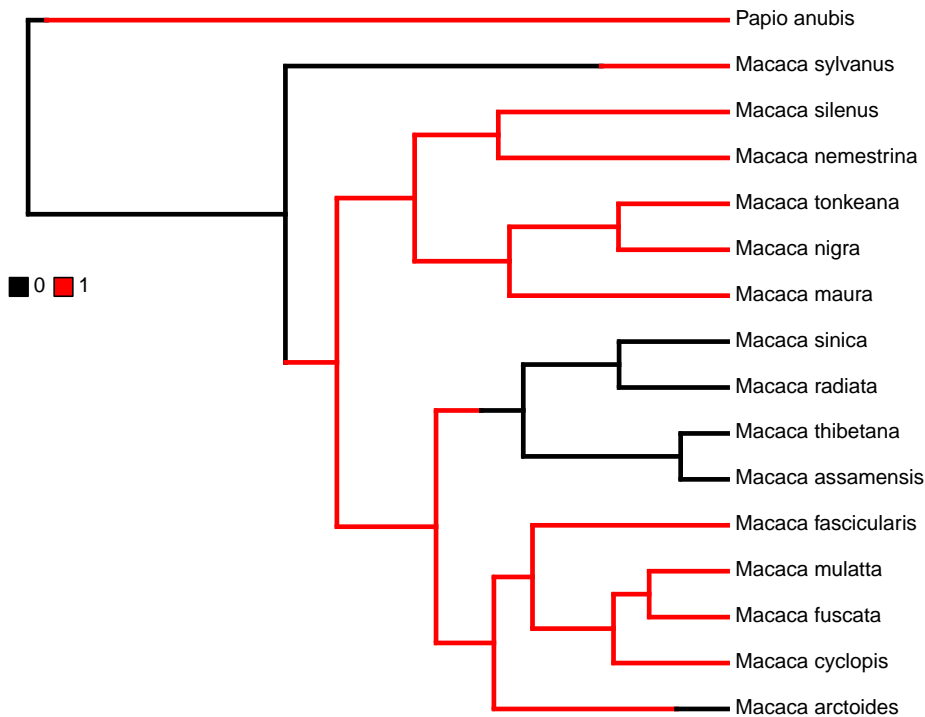 Papio anubis
Macaca sylvanus
Macaca silenus
Macaca nemestrina
Macaca tonkeana
Macaca nigra
0 1
Macaca maura
Macaca sinica
Macaca radiata
Macaca thibetana
Macaca assamensis
Macaca fascicularis
Macaca mulatta
Macaca fuscata
Macaca cyclopis
Macaca arctoides